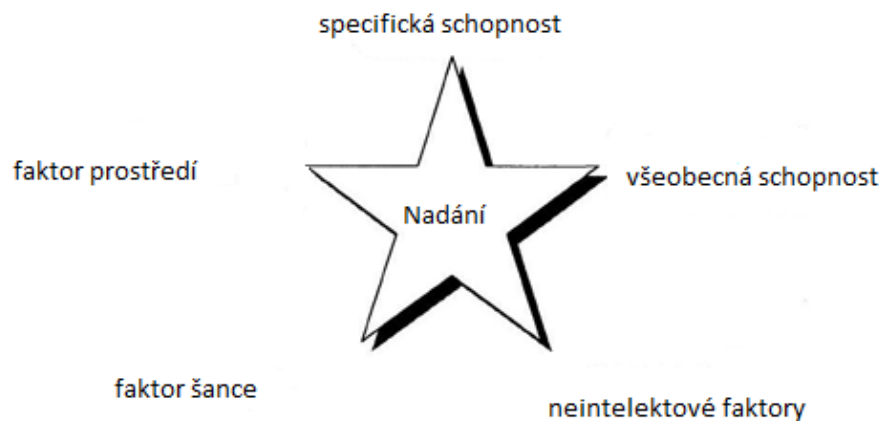 specifická schopnost
faktor prostředí
všeobecná schopnost
Nadání
faktor šance
neintelektové faktory